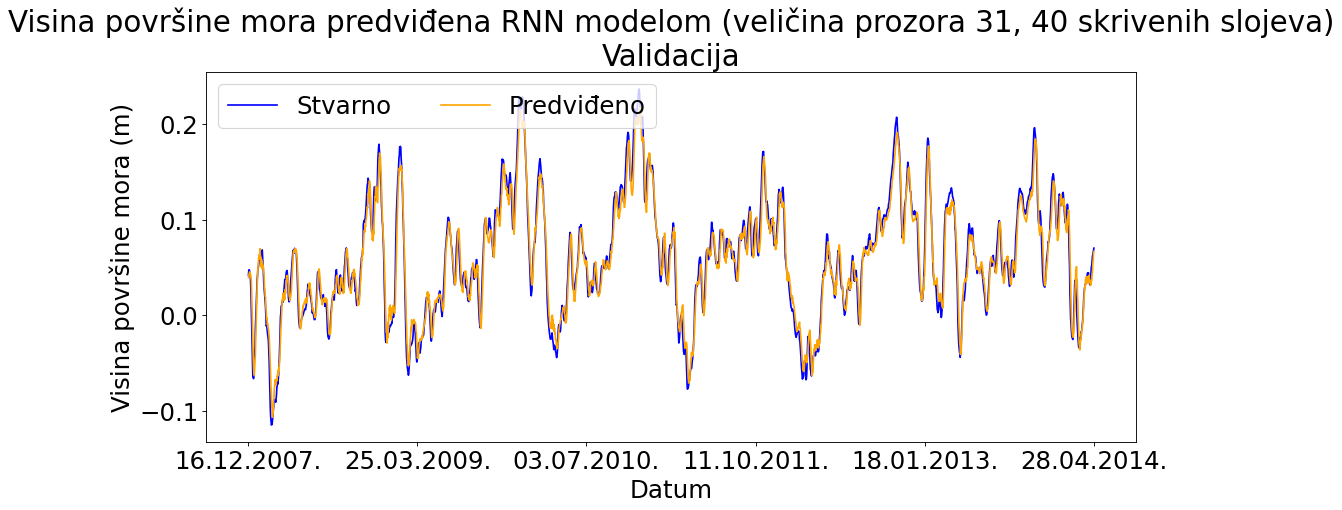 Visina površine mora predviđena RNN modelom (veličina prozora 31, 40 skrivenih slojeva)
Validacija
Stvarno Predviđeno
Visina površine mora (m)
0.2
0.1
0.0
−0.1
16.12.2007. 25.03.2009. 03.07.2010. 11.10.2011. 18.01.2013. 28.04.2014.
Datum